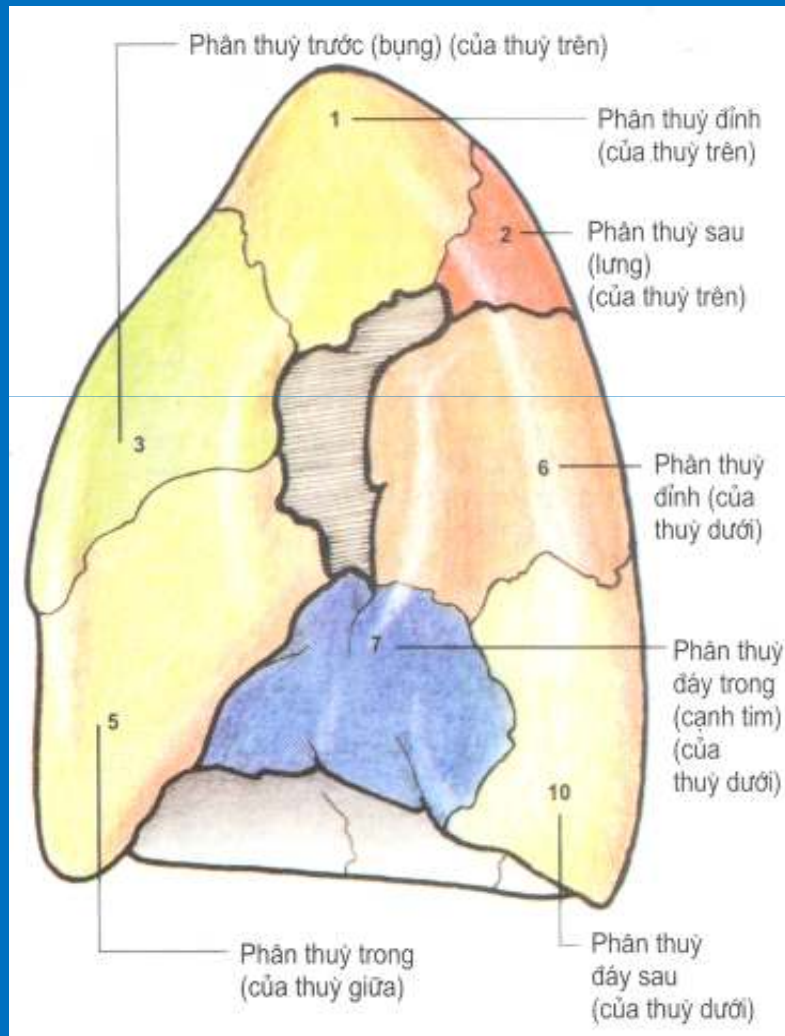 Phân thuỳ trước (bụng) (của thuỳ trên)
1
Phân thuỳ đỉnh
(của thuỳ trên)
2
Phân thuỳ sau
(lưng)
(của thuỳ trên)
3
6
Phân thuỳ
đỉnh (của
thuỳ dưới)
7
Phân thuỳ
đáy trong
(cạnh tim)
(của
thuỳ dưới)
5
10
Phân thuỳ trong
(của thuỳ giữa)
Phân thuỳ
đáy sau
(của thuỳ dưới)